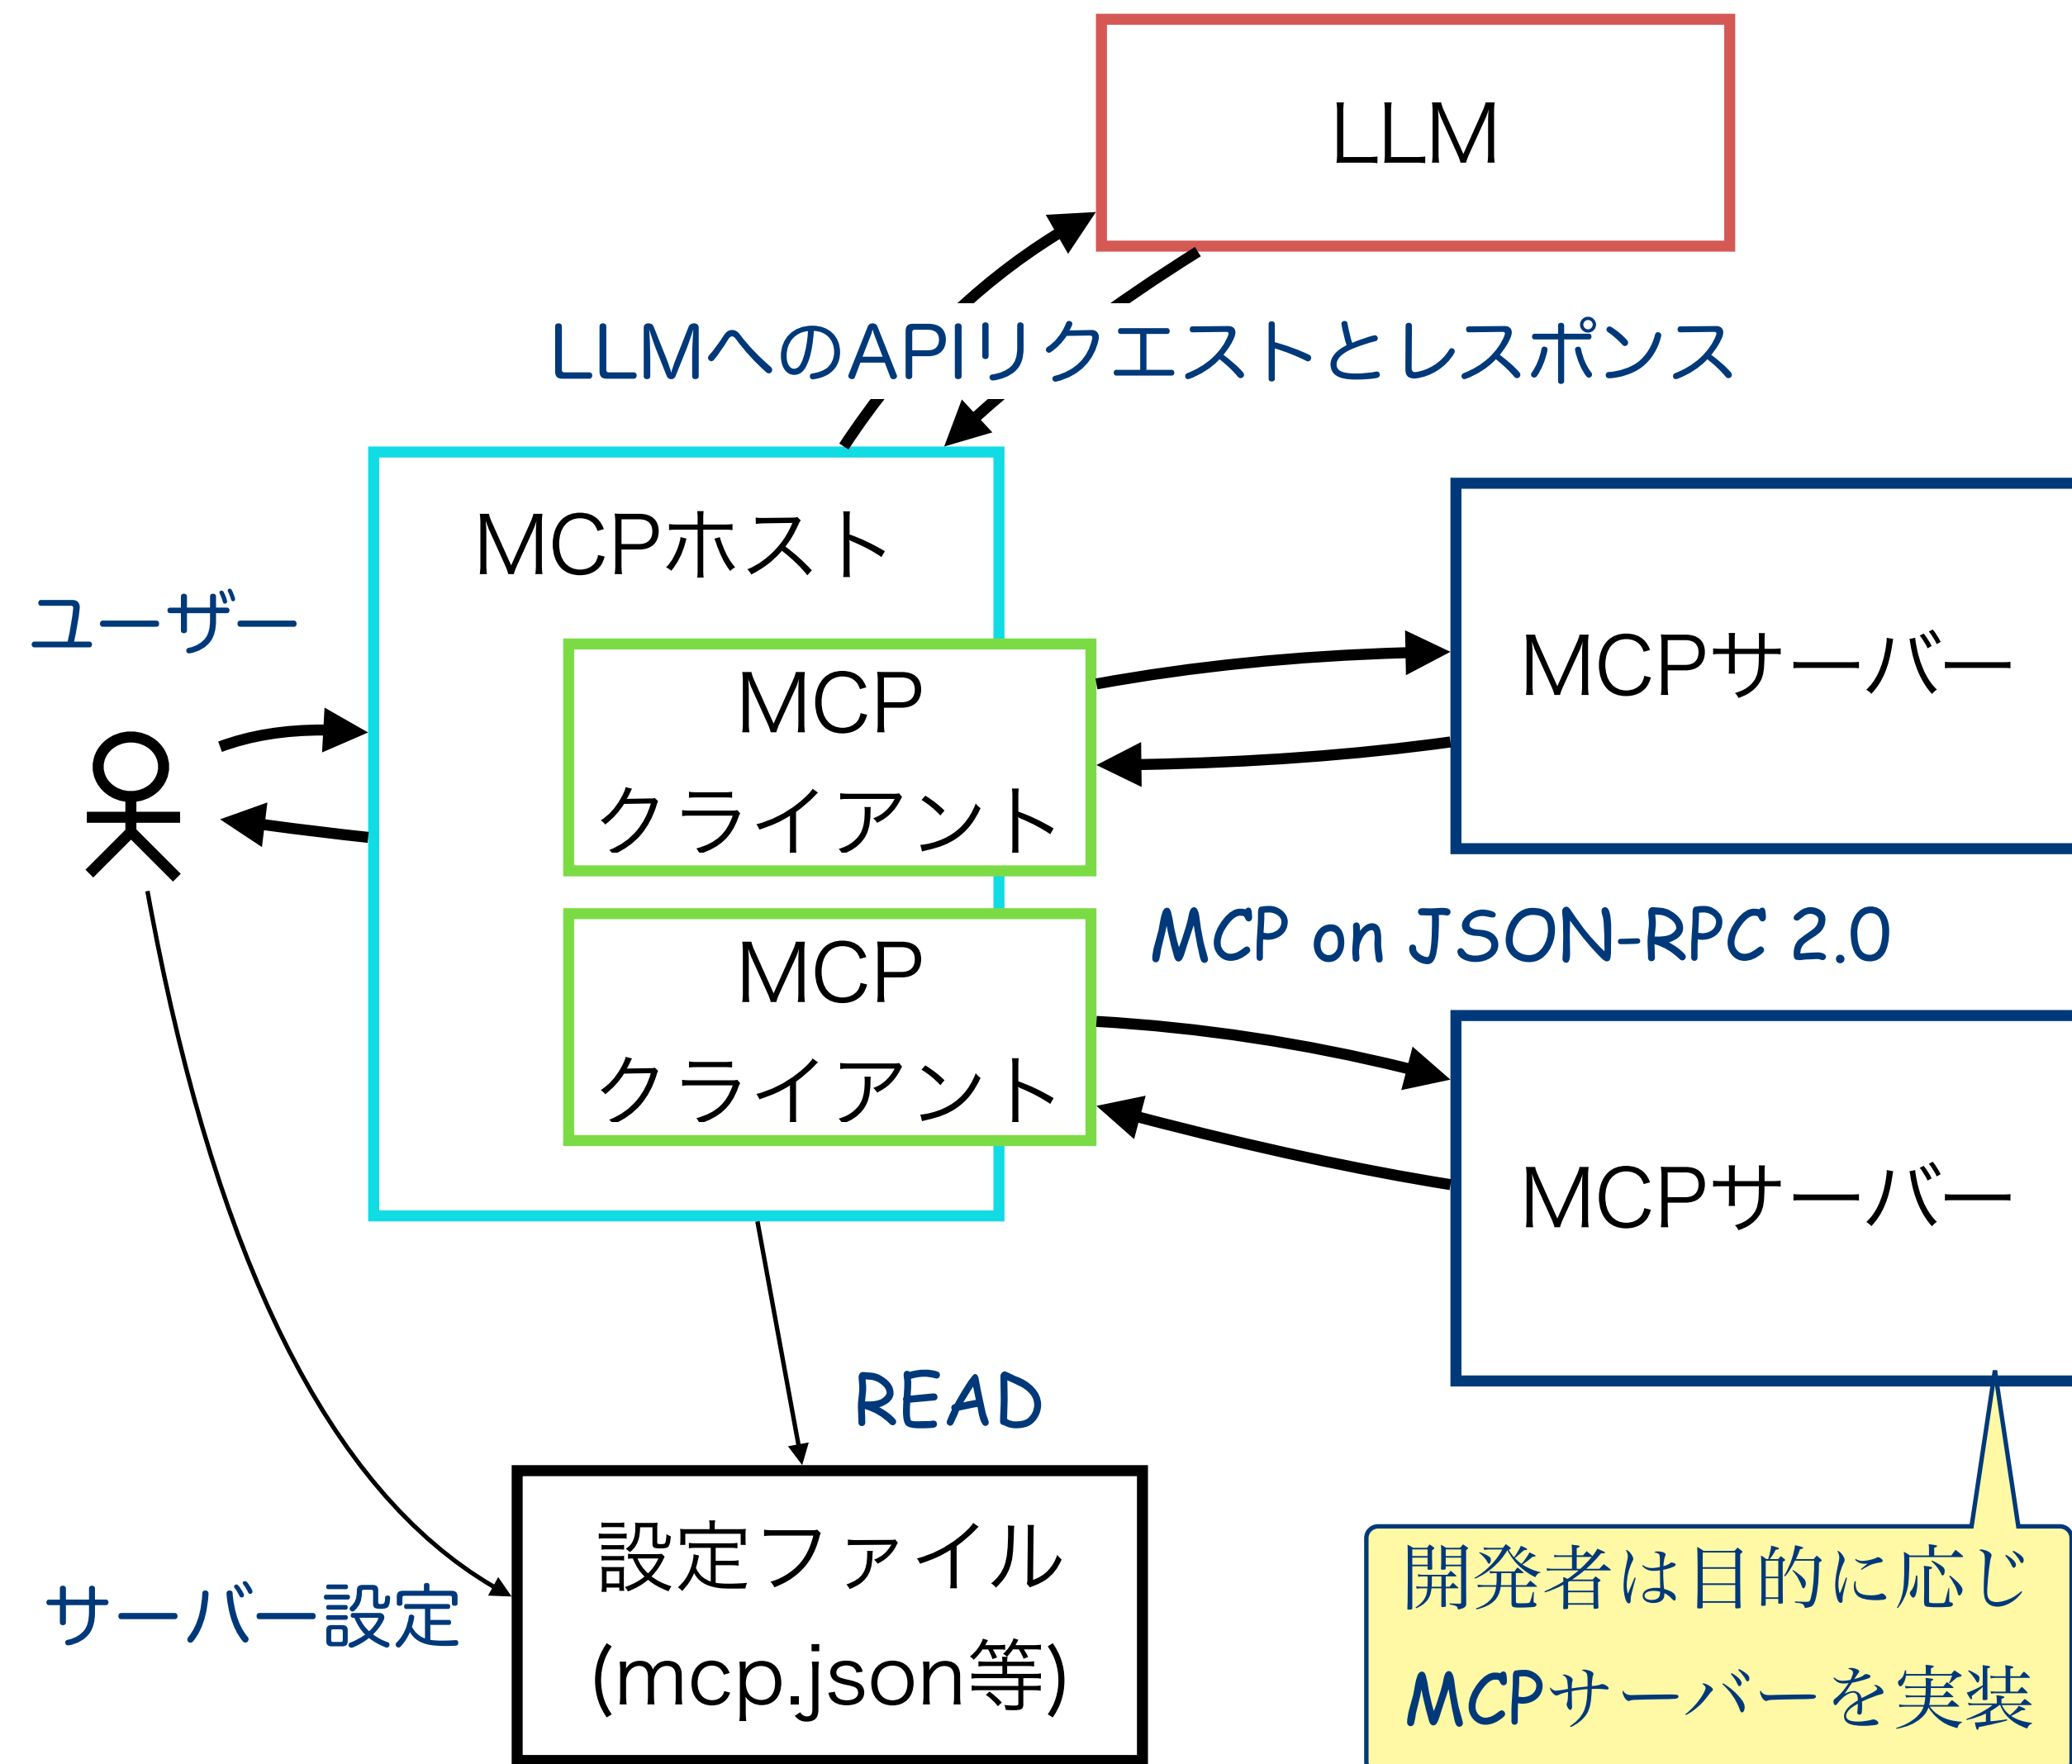 LLM
LLMへのAPIリクエストとレスポンス
MCPホスト
ユーザー
MCP
クライアント
MCPサーバー
MCP on JSON-RPC 2.0
MCP
クライアント
MCPサーバー
READ
設定ファイル
(mcp.json等)
サーバー設定
開発者は目的に応じ
MCPサーバーを実装